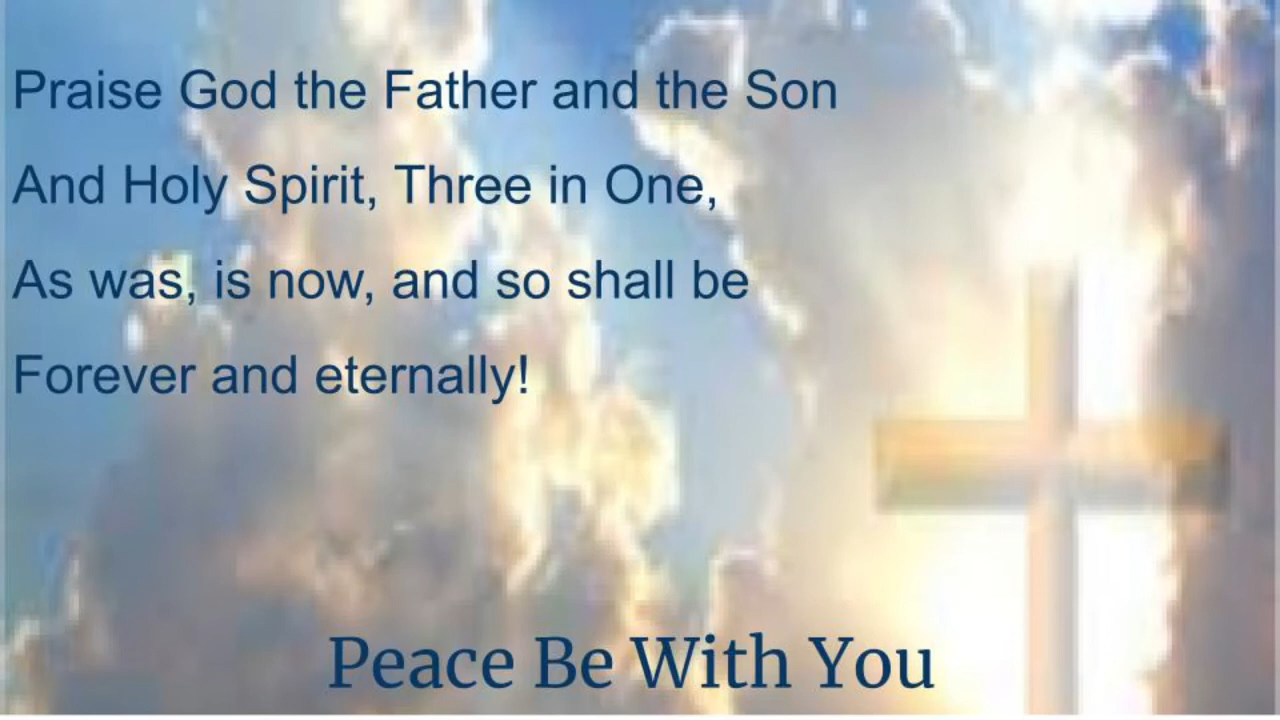 Praise God the Father and the Son
And Holy Spirit, Three in One,
As was, is now, and so shall be
Forever and eternally!
Peace Be With You